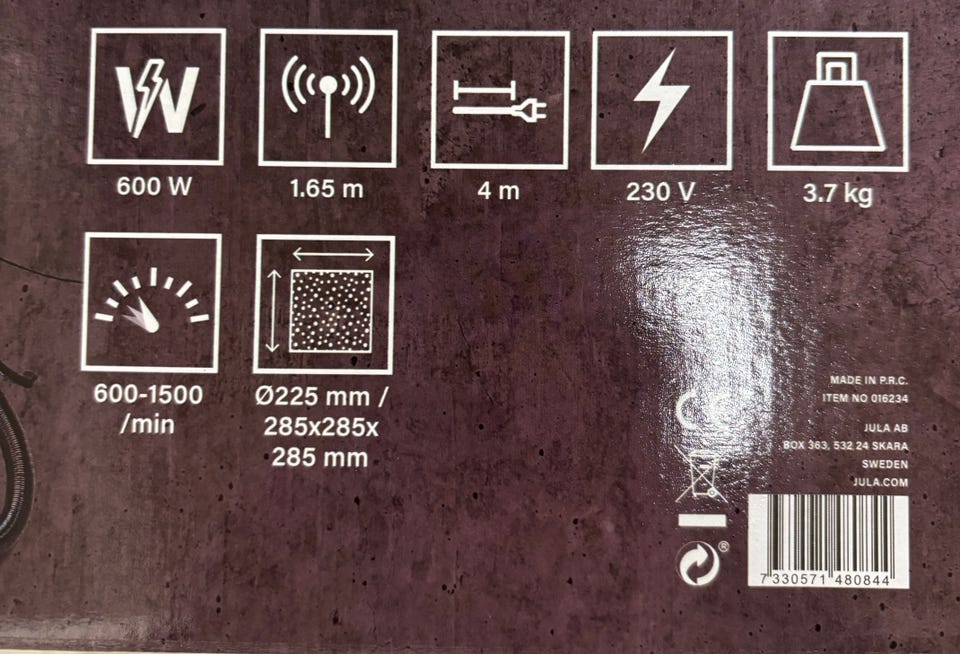 W
600 W
1.65 m
4 m
230 V
3.7 kg
600-1500
/min
Ø225 mm /
285x285x
285 mm
MADE IN P.R.C.
ITEM NO 016234
JULA AB
BOX 363, 532 24 SKARA
SWEDEN
JULA.COM
CE
®
7 330571 480844